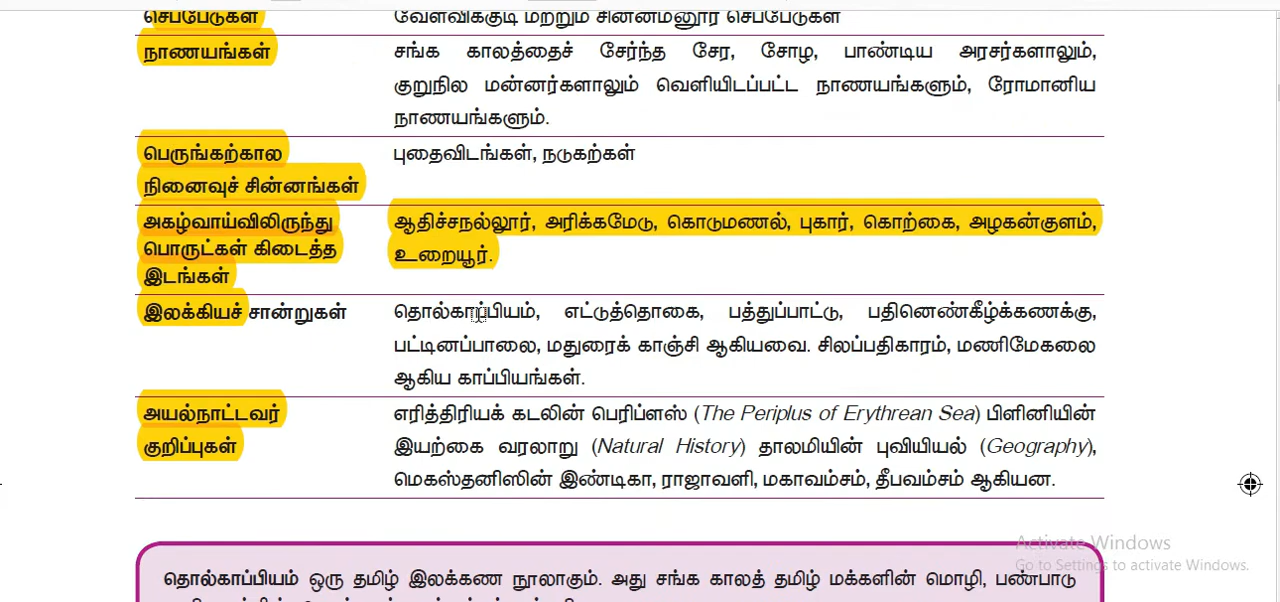 செப்பேடுகள் வேள்விக்குடி மற்றும் சின்னமனூர் செப்பேடுகள்
நாணயங்கள் சங்க காலத்தைச் சேர்ந்த சேர, சோழ, பாண்டிய அரசர்களாலும்,
குறுநில மன்னர்களாலும் வெளியிடப்பட்ட நாணயங்களும், ரோமானிய
நாணயங்களும்.
பெருங்கற்கால புதைவிடங்கள், நடுகற்கள்
நினைவுச் சின்னங்கள்
அகழ்வாய்விலிருந்து ஆதிச்சநல்லூர், அரிக்கமேடு, கொடுமணல், புகார், கொற்கை, அழகன்குளம்,
பொருட்கள் கிடைத்த உறையூர்.
இடங்கள்
இலக்கியச் சான்றுகள் தொல்காப்பியம், எட்டுத்தொகை, பத்துப்பாட்டு, பதினெண்கீழ்க்கணக்கு,
பட்டினப்பாலை, மதுரைக் காஞ்சி ஆகியவை. சிலப்பதிகாரம், மணிமேகலை
ஆகிய காப்பியங்கள்.
அயல்நாட்டவர் எரித்திரியக் கடலின் பெரிப்ளஸ் (The Periplus of Erythrean Sea) பிளினியின்
குறிப்புகள் இயற்கை வரலாறு (Natural History) தாலமியின் புவியியல் (Geography),
மெகஸ்தனிஸின் இண்டிகா, ராஜாவளி, மகாவம்சம், தீபவம்சம் ஆகியன.
Activate Windows
Go to Settings to activate Windows.
தொல்காப்பியம் ஒரு தமிழ் இலக்கண நூலாகும். அது சங்க காலத் தமிழ் மக்களின் மொழி, பண்பாடு